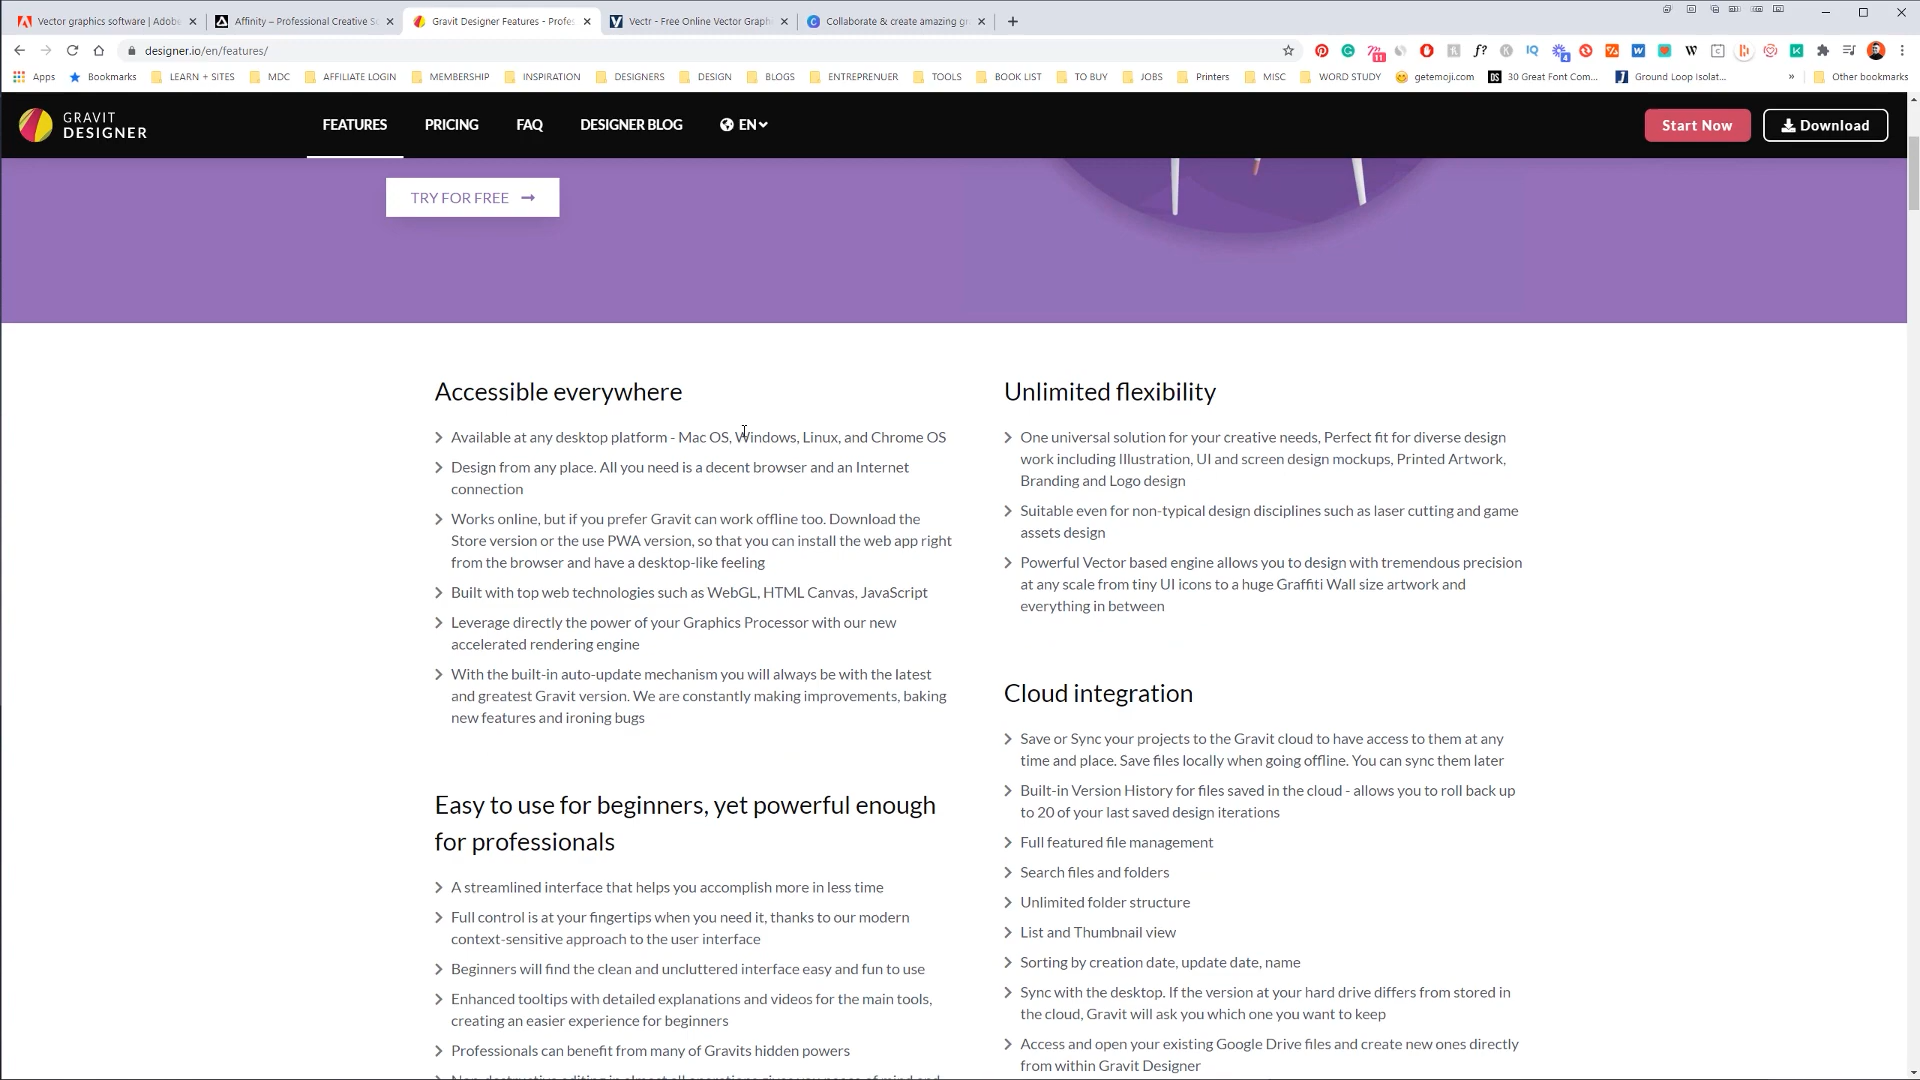 Vector graphics software | Adobe
Affinity – Professional Creative So
Gravit Designer Features - Profes
Vectr - Free Online Vector Graph
Collaborate & create amazing gr
designer.io/en/features/
Apps
Bookmarks
LEARN + SITES
MDC
AFFILIATE LOGIN
MEMBERSHIP
INSPIRATION
DESIGNERS
DESIGN
BLOGS
ENTREPRENUER
TOOLS
BOOK LIST
TO BUY
JOBS
Printers
MISC
WORD STUDY
getemoji.com
30 Great Font Com...
Ground Loop Isolat...
Other bookmarks
GRAVIT
DESIGNER
FEATURES
PRICING
FAQ
DESIGNER BLOG
EN
Start Now
Download
TRY FOR FREE
Accessible everywhere
Available at any desktop platform - Mac OS, Windows, Linux, and Chrome OS
Design from any place. All you need is a decent browser and an Internet
connection
Works online, but if you prefer Gravit can work offline too. Download the
Store version or the use PWA version, so that you can install the web app right
from the browser and have a desktop-like feeling
Built with top web technologies such as WebGL, HTML Canvas, JavaScript
Leverage directly the power of your Graphics Processor with our new
accelerated rendering engine
With the built-in auto-update mechanism you will always be with the latest
and greatest Gravit version. We are constantly making improvements, baking
new features and ironing bugs
Easy to use for beginners, yet powerful enough
for professionals
A streamlined interface that helps you accomplish more in less time
Full control is at your fingertips when you need it, thanks to our modern
context-sensitive approach to the user interface
Beginners will find the clean and uncluttered interface easy and fun to use
Enhanced tooltips with detailed explanations and videos for the main tools,
creating an easier experience for beginners
Professionals can benefit from many of Gravits hidden powers
Non-destructive editing in almost all operations gives you peace of mind and
Unlimited flexibility
One universal solution for your creative needs, Perfect fit for diverse design
work including Illustration, UI and screen design mockups, Printed Artwork,
Branding and Logo design
Suitable even for non-typical design disciplines such as laser cutting and game
assets design
Powerful Vector based engine allows you to design with tremendous precision
at any scale from tiny UI icons to a huge Graffiti Wall size artwork and
everything in between
Cloud integration
Save or Sync your projects to the Gravit cloud to have access to them at any
time and place. Save files locally when going offline. You can sync them later
Built-in Version History for files saved in the cloud - allows you to roll back up
to 20 of your last saved design iterations
Full featured file management
Search files and folders
Unlimited folder structure
List and Thumbnail view
Sorting by creation date, update date, name
Sync with the desktop. If the version at your hard drive differs from stored in
the cloud, Gravit will ask you which one you want to keep
Access and open your existing Google Drive files and create new ones directly
from within Gravit Designer